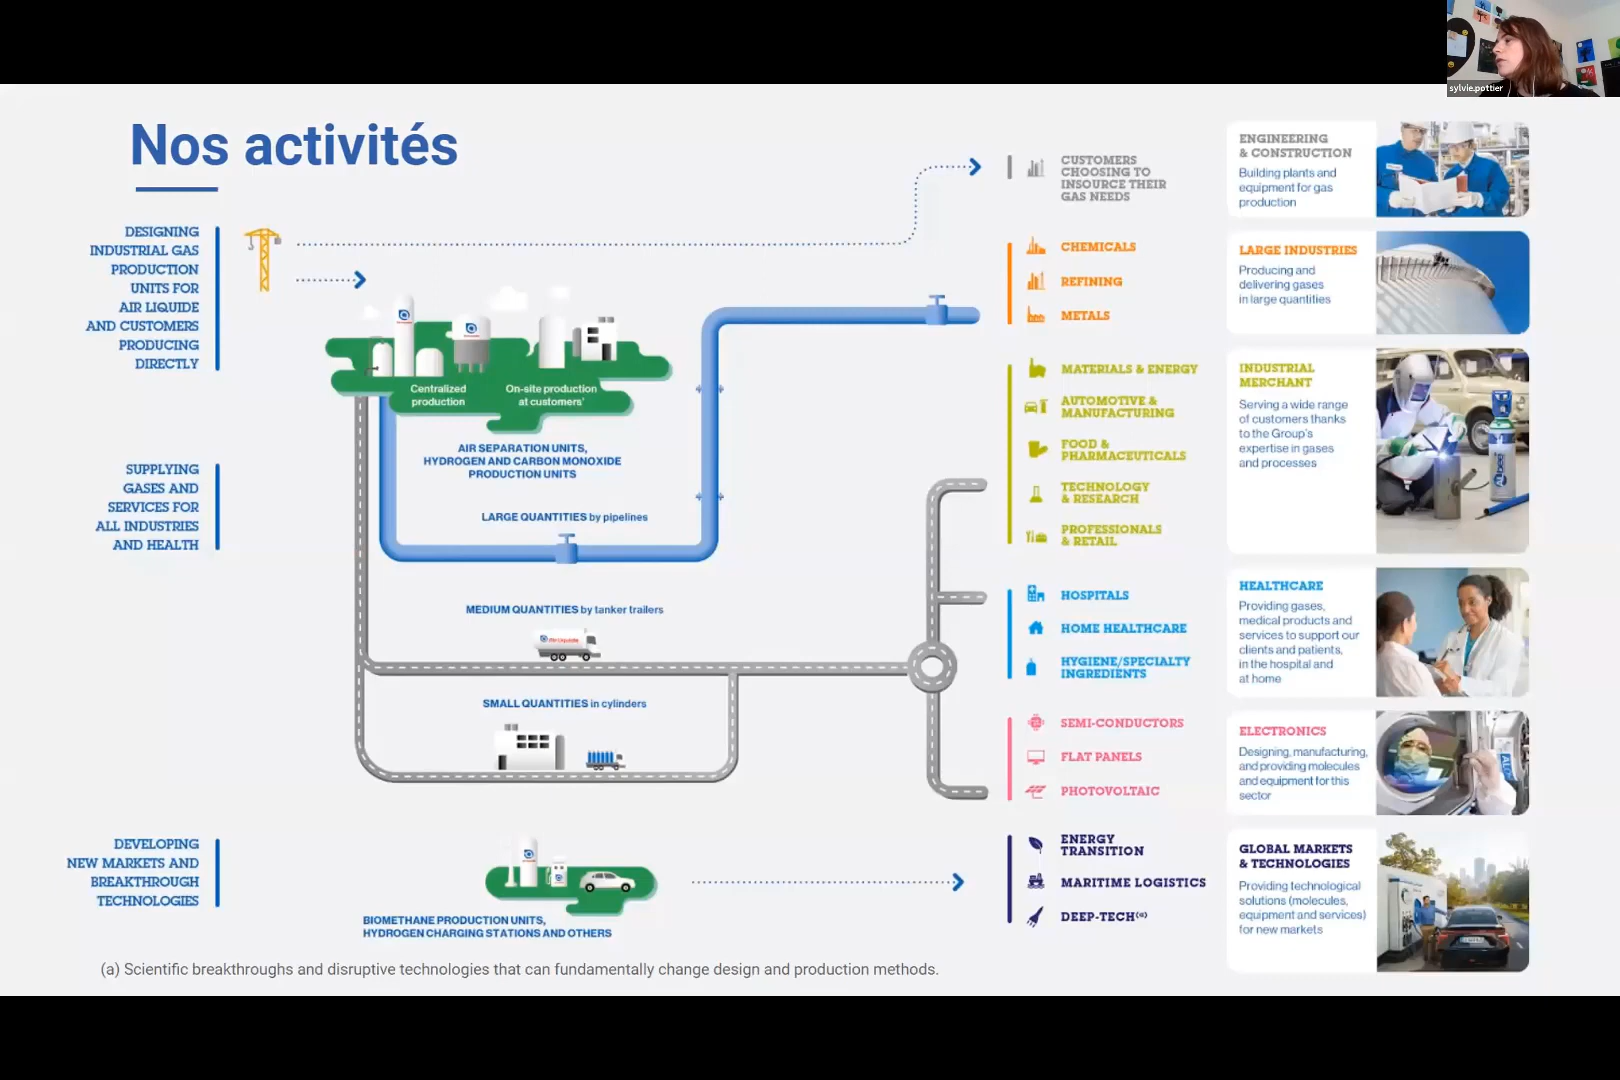 sylvie.pottier
Nos activités
DESIGNING
INDUSTRIAL GAS
PRODUCTION
UNITS FOR
AIR LIQUIDE
AND CUSTOMERS
PRODUCING
DIRECTLY
SUPPLYING
GASES AND
SERVICES FOR
ALL INDUSTRIES
AND HEALTH
DEVELOPING
NEW MARKETS AND
BREAKTHROUGH
TECHNOLOGIES
Centralized
production
On-site production
at customers'
AIR SEPARATION UNITS,
HYDROGEN AND CARBON MONOXIDE
PRODUCTION UNITS
LARGE QUANTITIES by pipelines
MEDIUM QUANTITIES by tanker trailers
Air Liquide
SMALL QUANTITIES in cylinders
BIOMETHANE PRODUCTION UNITS,
HYDROGEN CHARGING STATIONS AND OTHERS
CUSTOMERS
CHOOSING TO
INSOURCE THEIR
GAS NEEDS
CHEMICALS
REFINING
METALS
MATERIALS & ENERGY
AUTOMOTIVE &
MANUFACTURING
FOOD &
PHARMACEUTICALS
TECHNOLOGY
& RESEARCH
PROFESSIONALS
& RETAIL
HOSPITALS
HOME HEALTHCARE
HYGIENE/SPECIALTY
INGREDIENTS
SEMI-CONDUCTORS
FLAT PANELS
PHOTOVOLTAIC
ENERGY
TRANSITION
MARITIME LOGISTICS
DEEP-TECH(a)
ENGINEERING
& CONSTRUCTION
Building plants and
equipment for gas
production
LARGE INDUSTRIES
Producing and
delivering gases
in large quantities
INDUSTRIAL
MERCHANT
Serving a wide range
of customers thanks
to the Group's
expertise in gases
and processes
HEALTHCARE
Providing gases,
medical products and
services to support our
clients and patients,
in the hospital and
at home
ELECTRONICS
Designing, manufacturing,
and providing molecules
and equipment for this
sector
GLOBAL MARKETS
& TECHNOLOGIES
Providing technological
solutions (molecules,
equipment and services)
for new markets
(a) Scientific breakthroughs and disruptive technologies that can fundamentally change design and production methods.